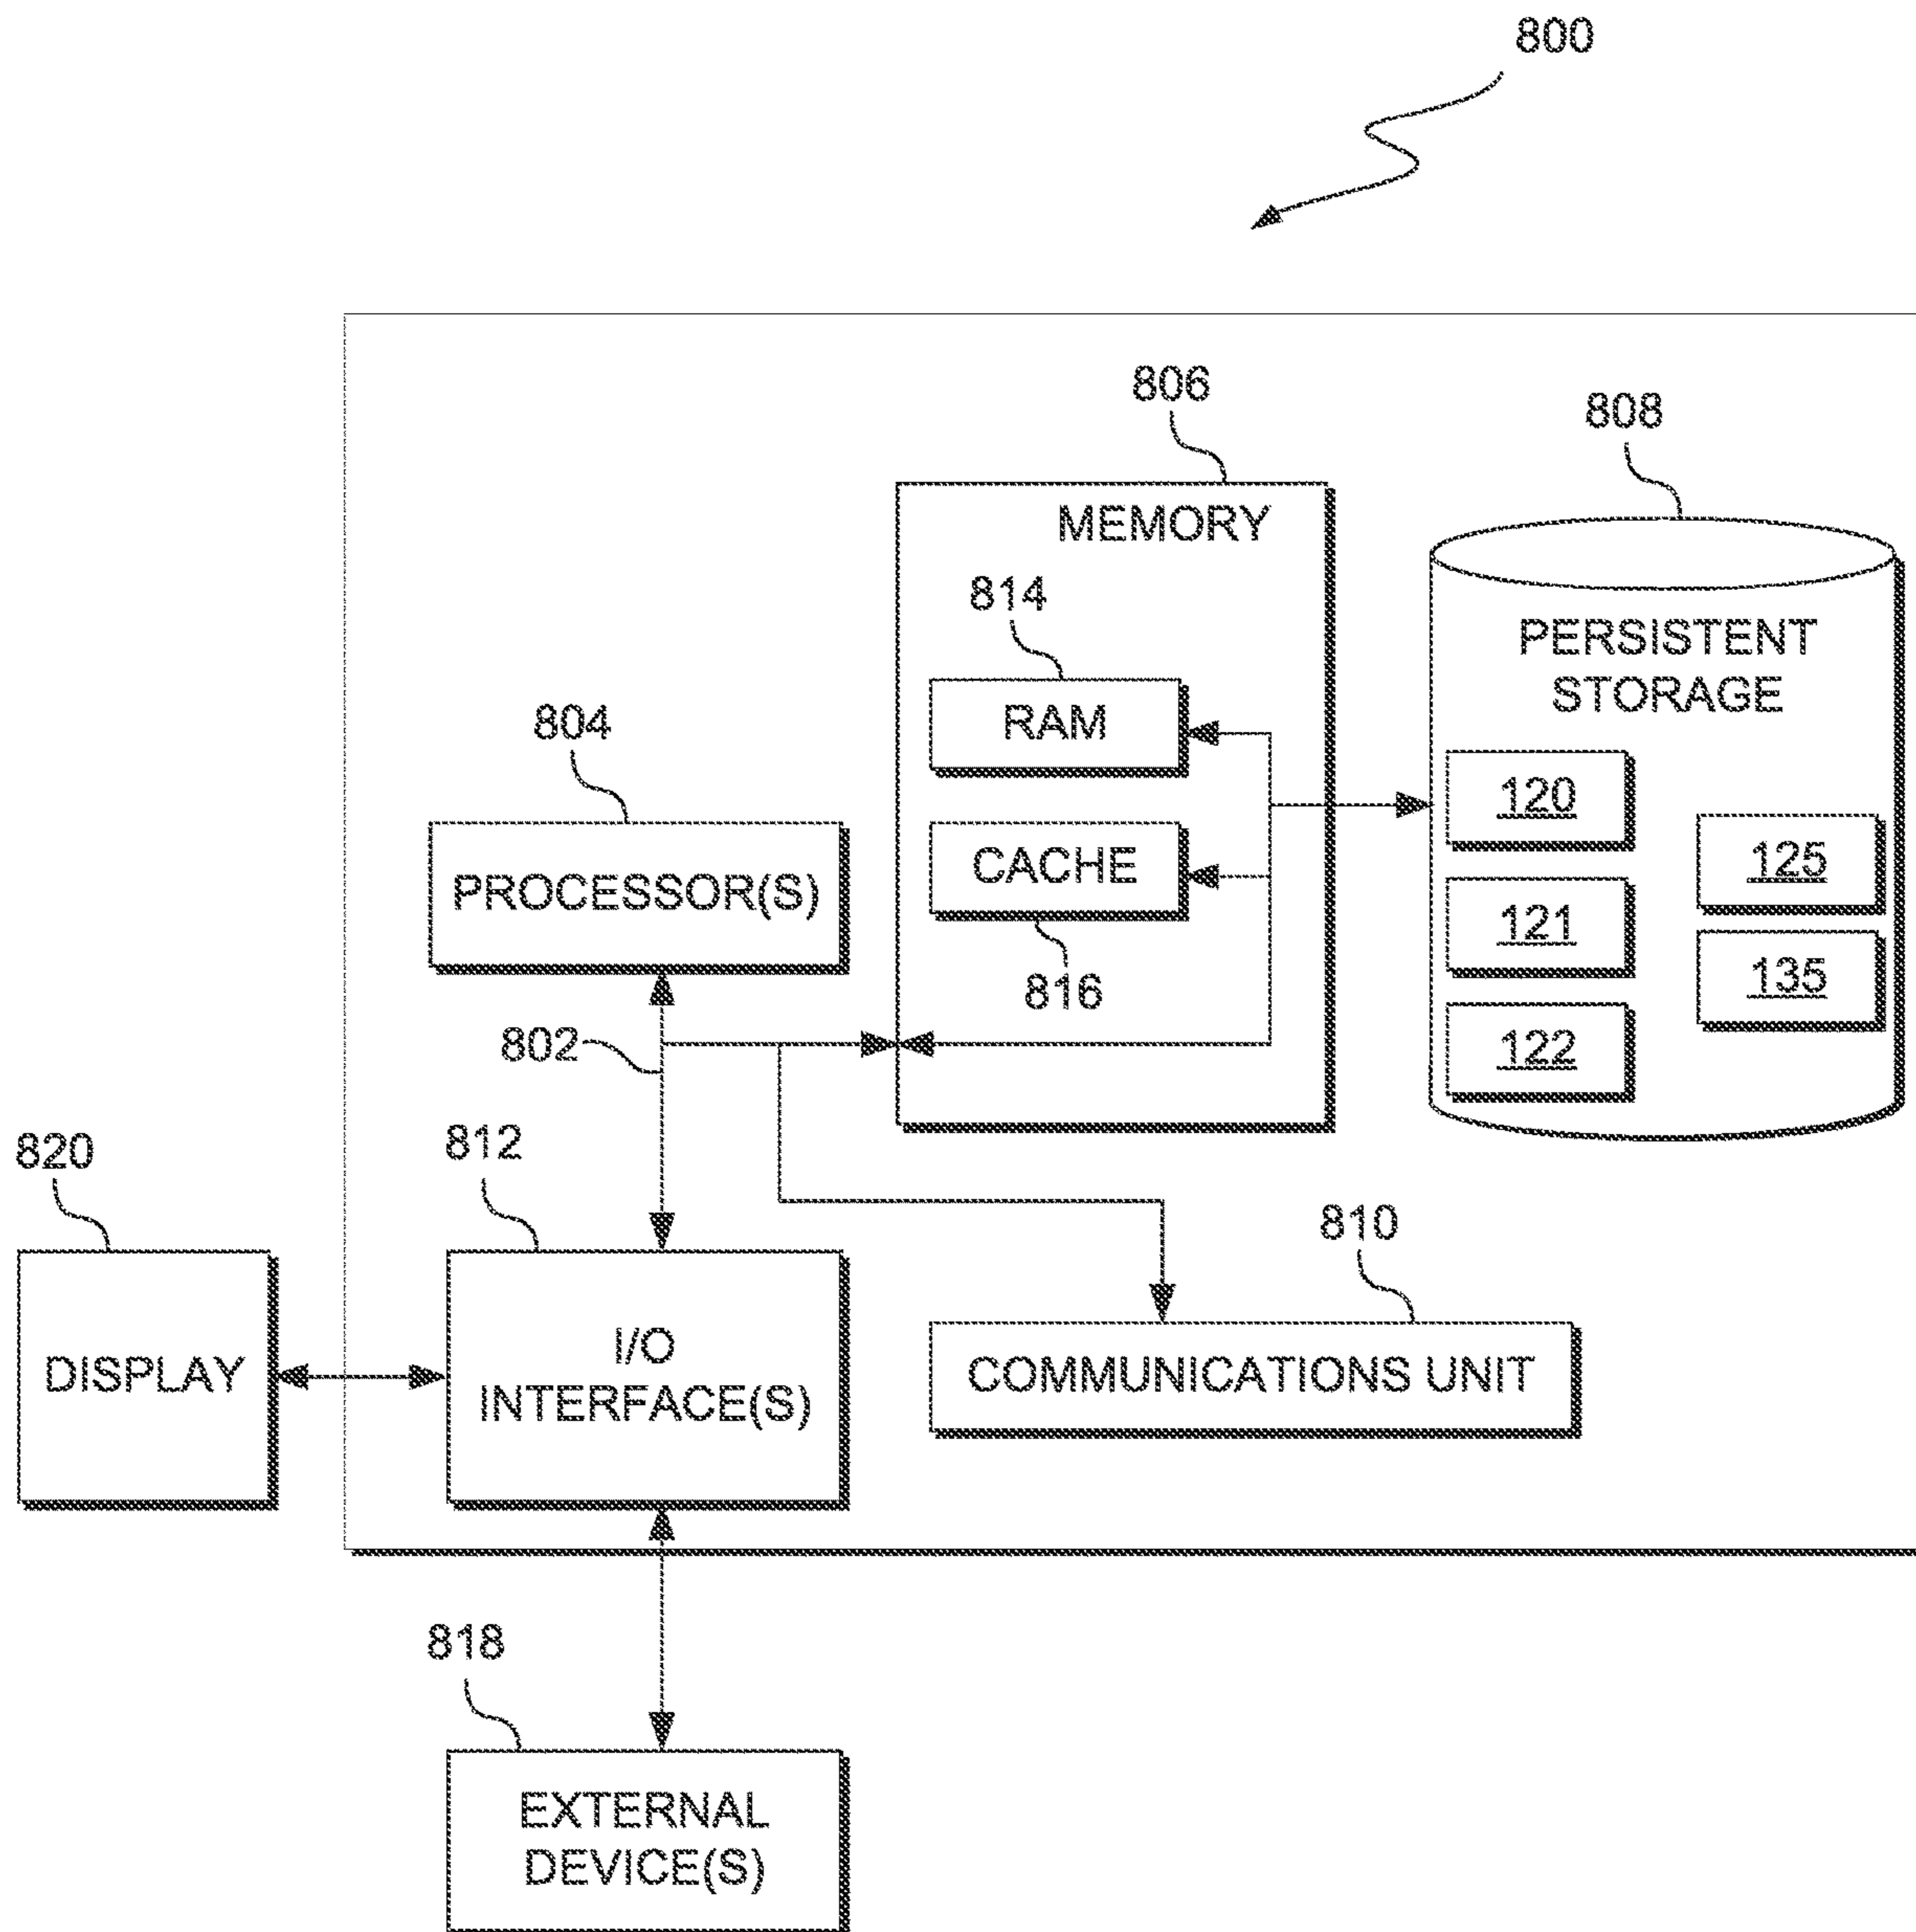 800
806
808
MEMORY
814
RAM
PERSISTENT
STORAGE
804
120
PROCESSOR(S)
CACHE
125
121
816
135
802
122
820
812
810
DISPLAY
I/O
INTERFACE(S)
COMMUNICATIONS UNIT
818
EXTERNAL
DEVICE(S)